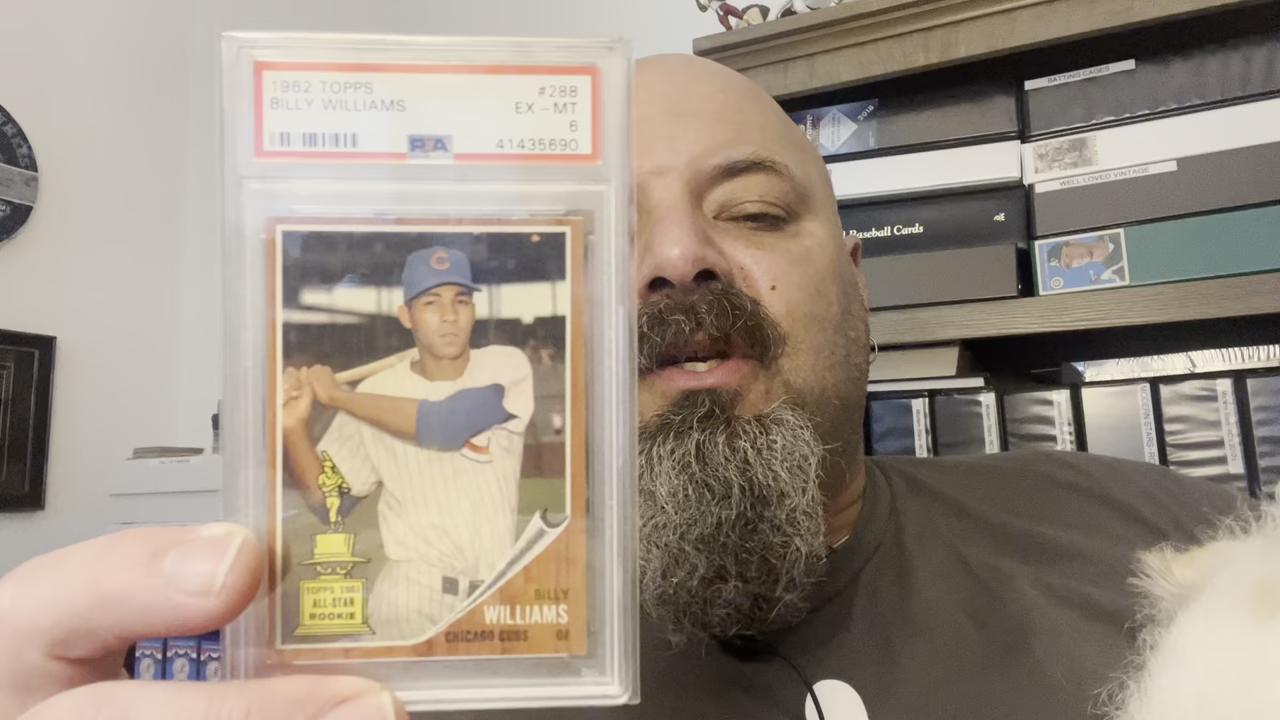 1962 TOPPS
#288
BILLY WILLIAMS
EX - MT
6
PSA
41435690
C
TOPPS 1961
ALL-STAR
ROOKIE
BILLY
WILLIAMS
CHICAGO CUBS OF
BATTING CAGES
2018
WELL LOVED VINTAGE
Baseball Cards